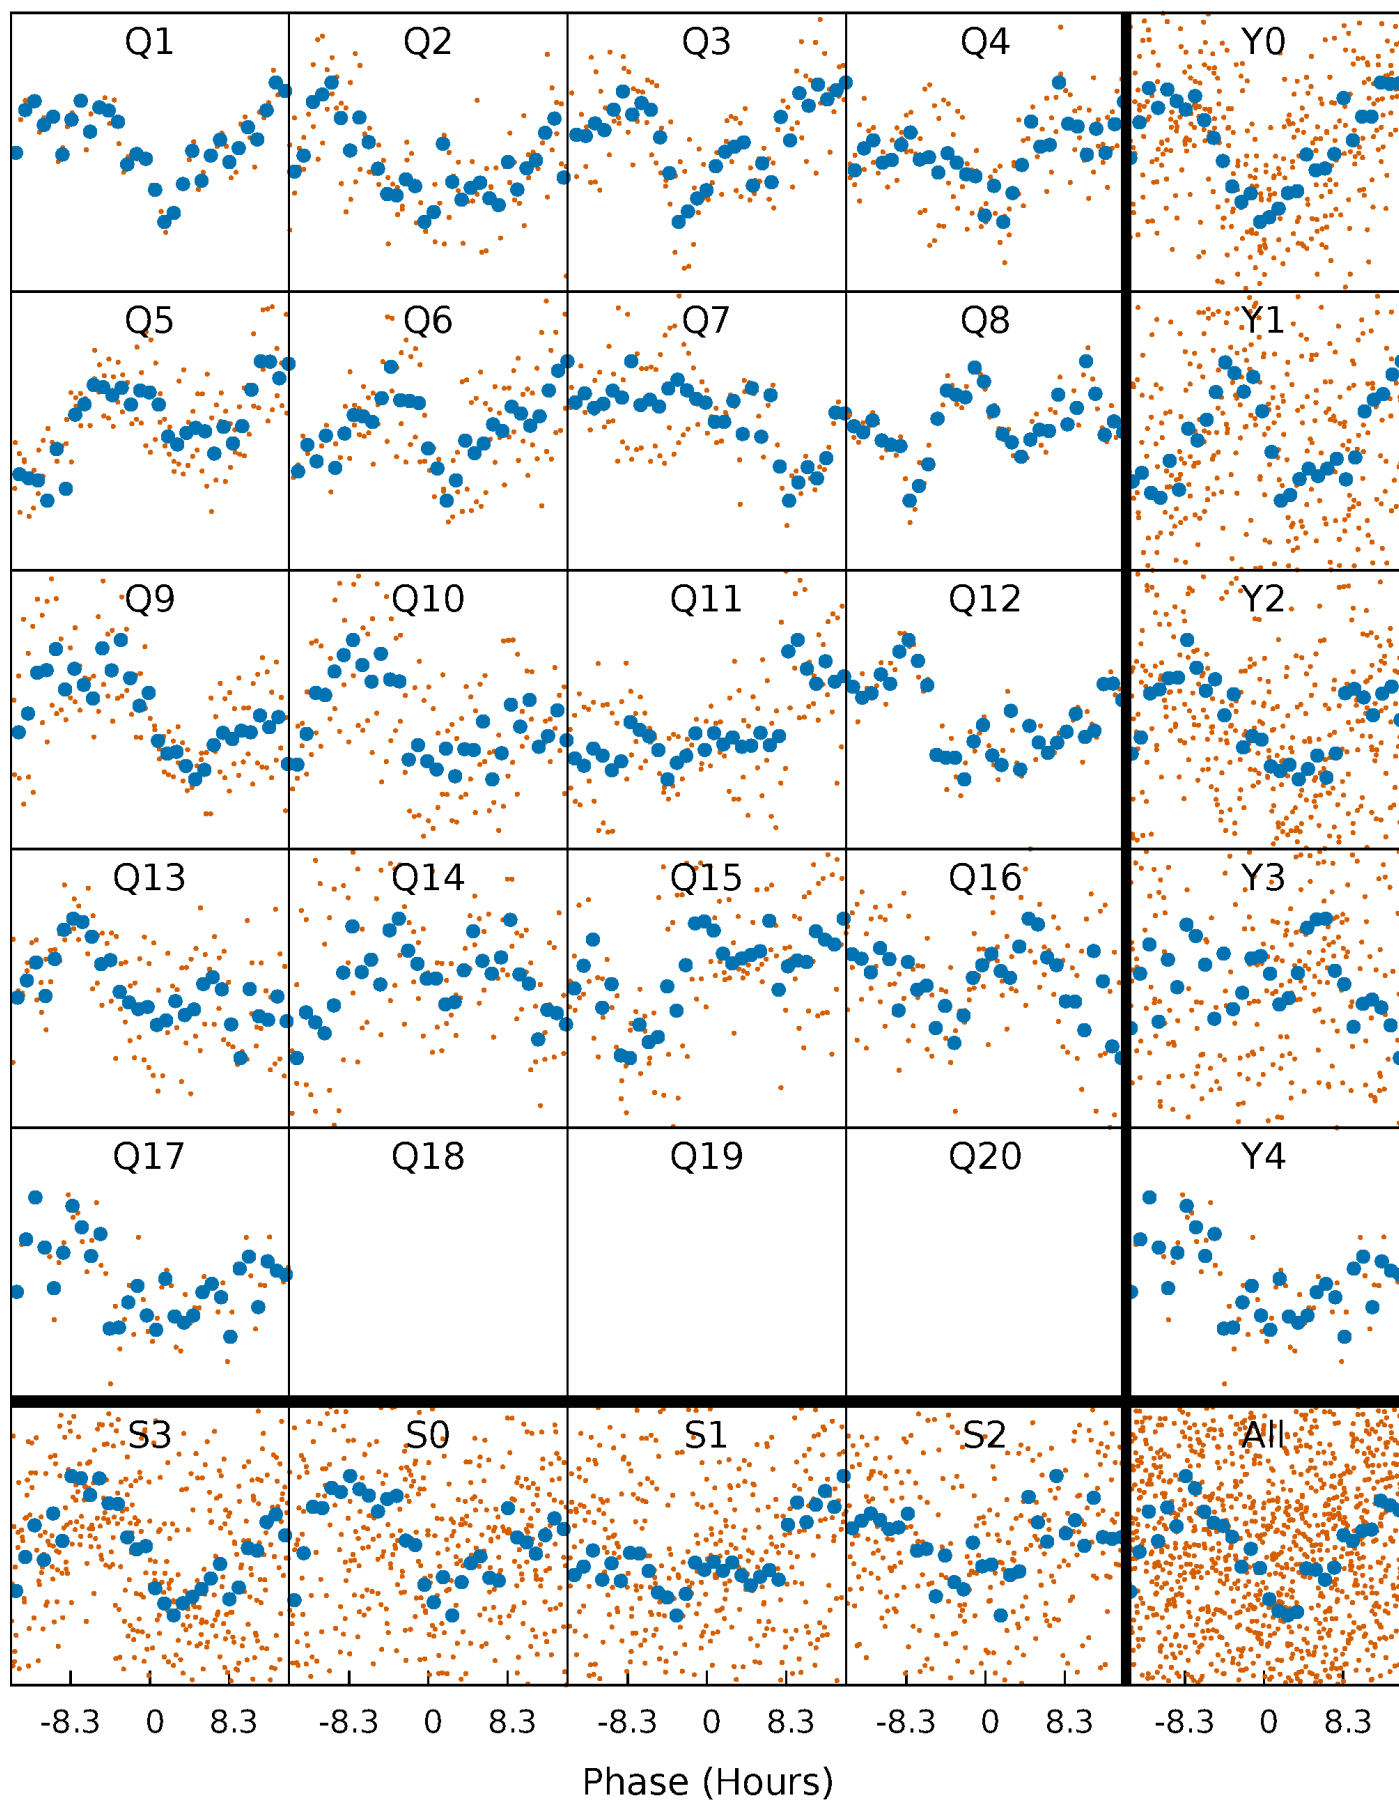 Q1 Q2 Q3 Q4 Y0
Q5 Q6 Q7 Q8 Y1
Q9 Q10 Q11 Q12 Y2
Q13 Q14 Q15 Q16 Y3
Q17 Q18 Q19 Q20 Y4
S3 S0 S1 S2 All
-8.3 0 8.3 -8.3 0 8.3 -8.3 0 8.3 -8.3 0 8.3 -8.3 0 8.3
Phase (Hours)